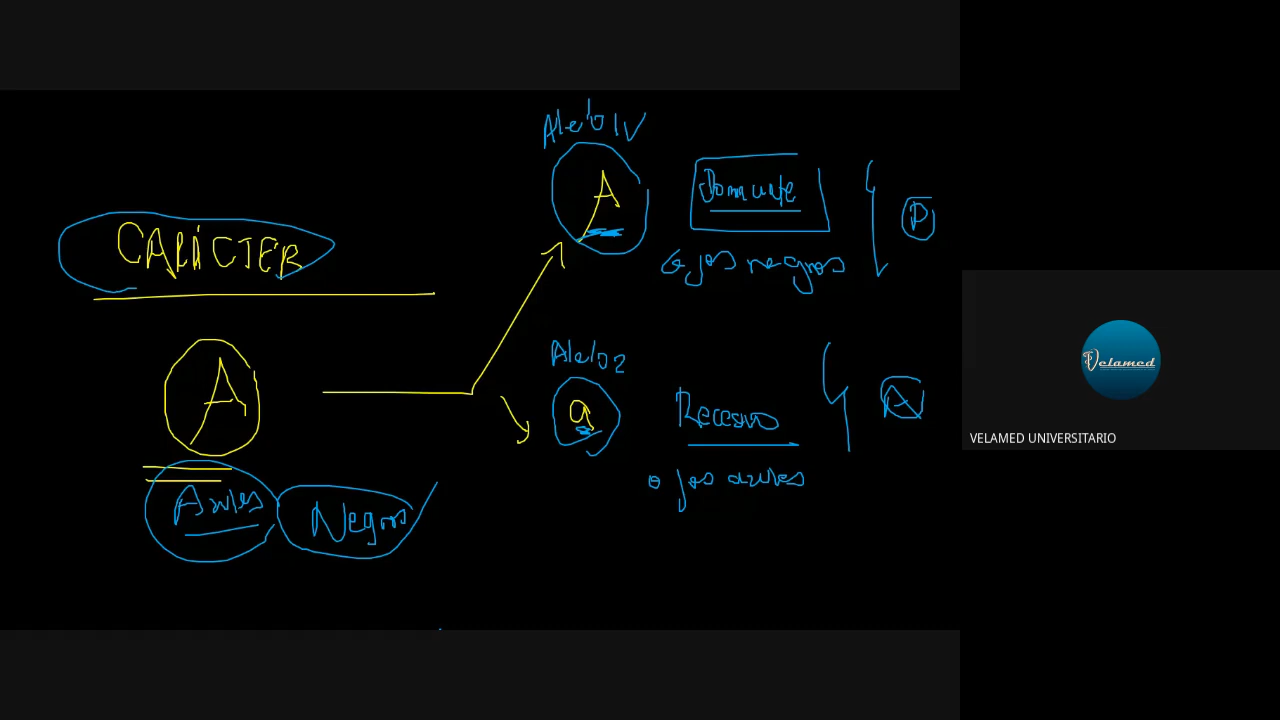 CARÁCTER
A
Azules
Negros
Alelo 1
A
Dominante
Ojos negros
P
Alelo 2
a
Recesivo
Ojos azules
A
Velamed
VELAMED UNIVERSITARIO